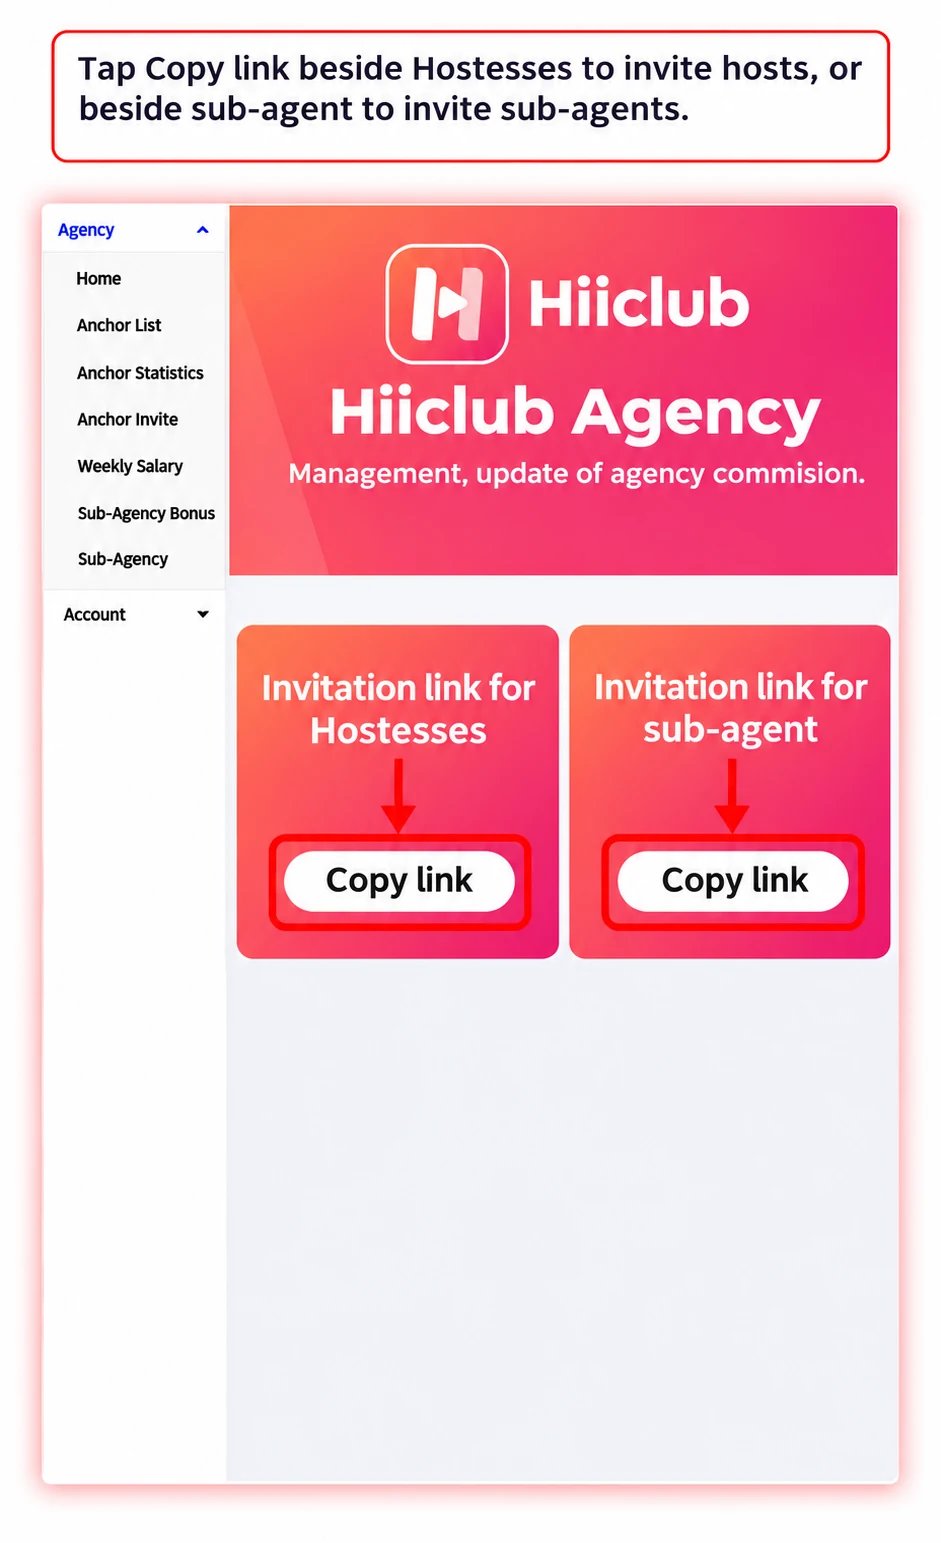 Tap Copy link beside Hostesses to invite hosts, or
beside sub-agent to invite sub-agents.
Agency
Home
Anchor List
Anchor Statistics
Anchor Invite
Weekly Salary
Sub-Agency Bonus
Sub-Agency
Account
Hiiclub
Hiiclub Agency
Management, update of agency commision.
Invitation link for
Hostesses
Copy link
Invitation link for
sub-agent
Copy link